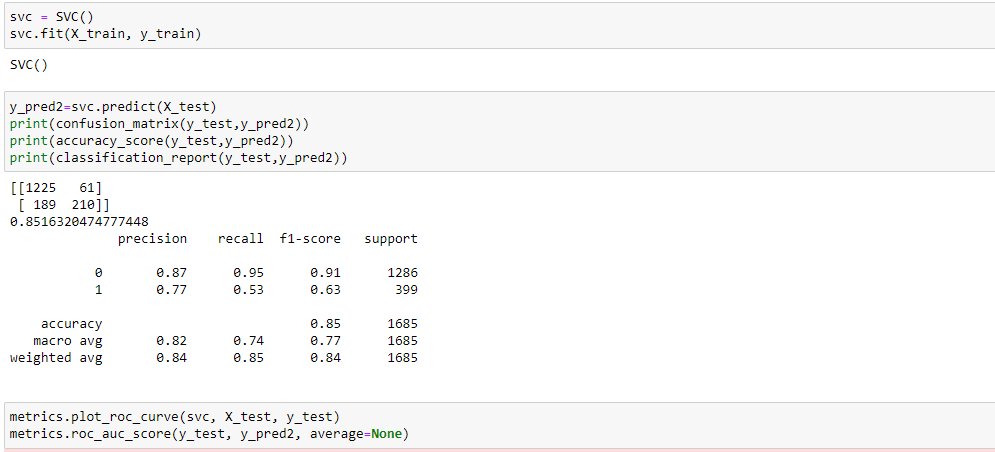 svc = SVC()
svc.fit(X_train, y_train)
SVC()
y_pred2=svc.predict(X_test)
print(confusion_matrix(y_test,y_pred2))
print(accuracy_score(y_test,y_pred2))
print(classification_report(y_test,y_pred2))
[[1225   61]
 [ 189  210]]
0.8516320474777448
              precision    recall  f1-score   support
           0       0.87      0.95      0.91      1286
           1       0.77      0.53      0.63       399
    accuracy                           0.85      1685
   macro avg       0.82      0.74      0.77      1685
weighted avg       0.84      0.85      0.84      1685
metrics.plot_roc_curve(svc, X_test, y_test)
metrics.roc_auc_score(y_test, y_pred2, average=None)